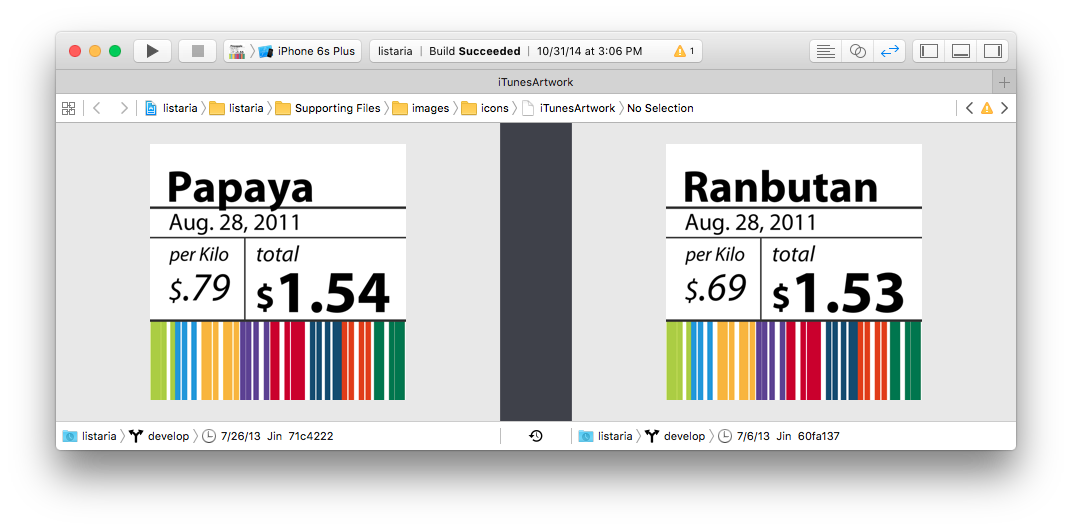 iPhone 6s Plus
listaria | Build Succeeded | 10/31/14 at 3:06 PM 1
iTunesArtwork
listaria listaria Supporting Files images icons iTunesArtwork No Selection
Papaya
Aug. 28, 2011
per Kilo total
$.79 $1.54
Ranbutan
Aug. 28, 2011
per Kilo total
$.69 $1.53
listaria develop 7/26/13 Jin 71c4222
listaria develop 7/6/13 Jin 60fa137